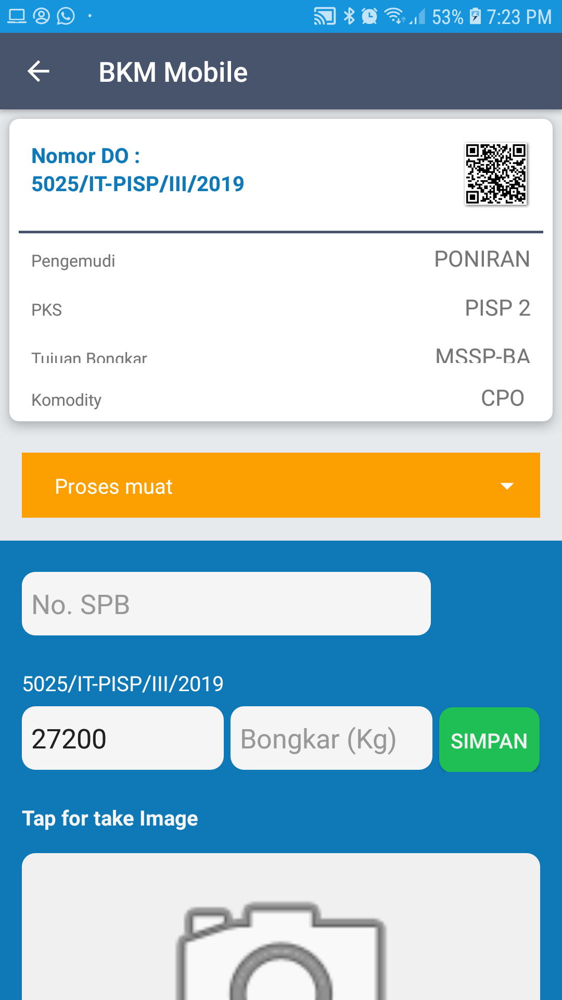 53% 7:23 PM
BKM Mobile
Nomor DO :
5025/IT-PISP/III/2019
Pengemudi PONIRAN
PKS PISP 2
Tujuan Bongkar MSSP-BA
Komodity CPO
Proses muat
No. SPB
5025/IT-PISP/III/2019
27200 Bongkar (Kg) SIMPAN
Tap for take Image